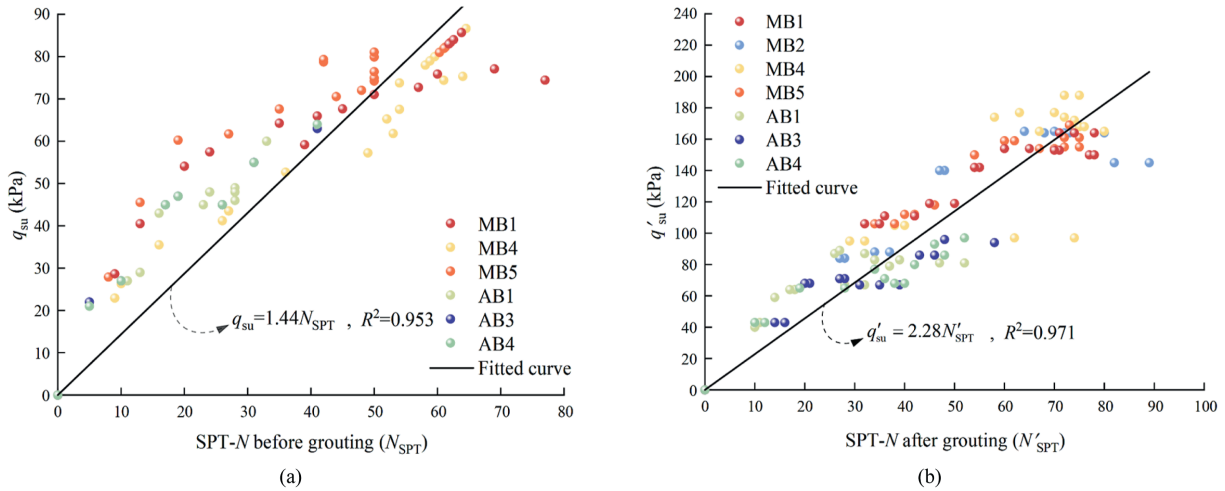 90
80
70
60
50
40
30
20
10
0
q_su (kPa)
MB1
MB4
MB5
AB1
AB3
AB4
Fitted curve
q_su=1.44N_SPT , R²=0.953
0 10 20 30 40 50 60 70 80
SPT-N before grouting (N_SPT)
(a)
240
220
200
180
160
140
120
100
80
60
40
20
0
q′_su (kPa)
MB1
MB2
MB4
MB5
AB1
AB3
AB4
Fitted curve
q′_su = 2.28N′_SPT , R²=0.971
0 10 20 30 40 50 60 70 80 90 100
SPT-N after grouting (N′_SPT)
(b)